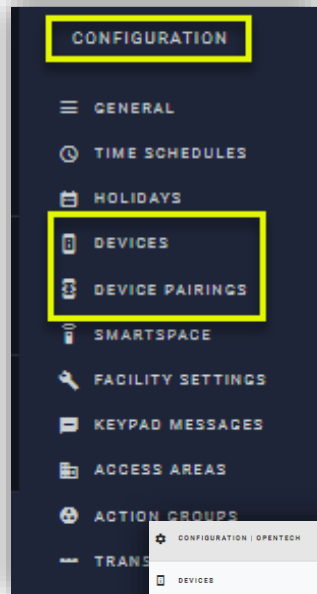 CONFIGURATION
GENERAL
TIME SCHEDULES
HOLIDAYS
DEVICES
DEVICE PAIRINGS
SMARTSPACE
FACILITY SETTINGS
KEYPAD MESSAGES
ACCESS AREAS
ACTION GROUPS
CONFIGURATION | OPENTECH
TRANS
DEVICES